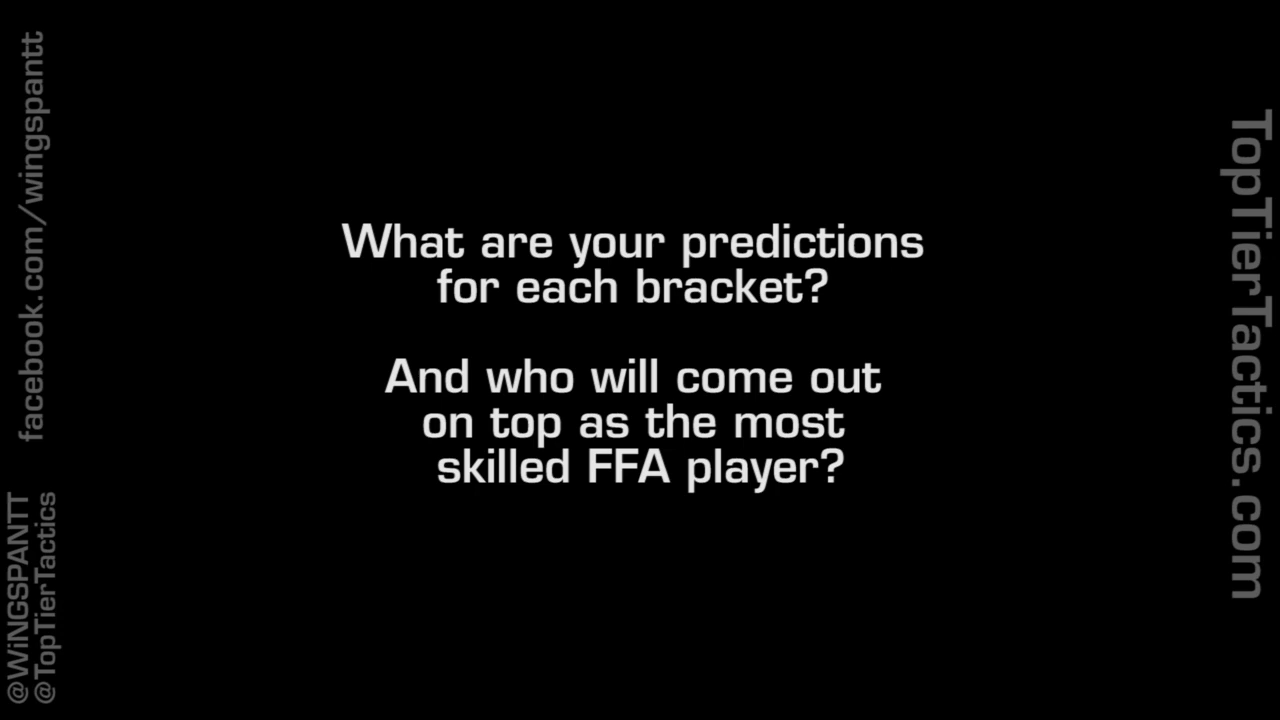 What are your predictions
for each bracket?
And who will come out
on top as the most
skilled FFA player?
facebook.com/wingspantt
@WiNGSPANTT
@TopTierTactics
TopTierTactics.com